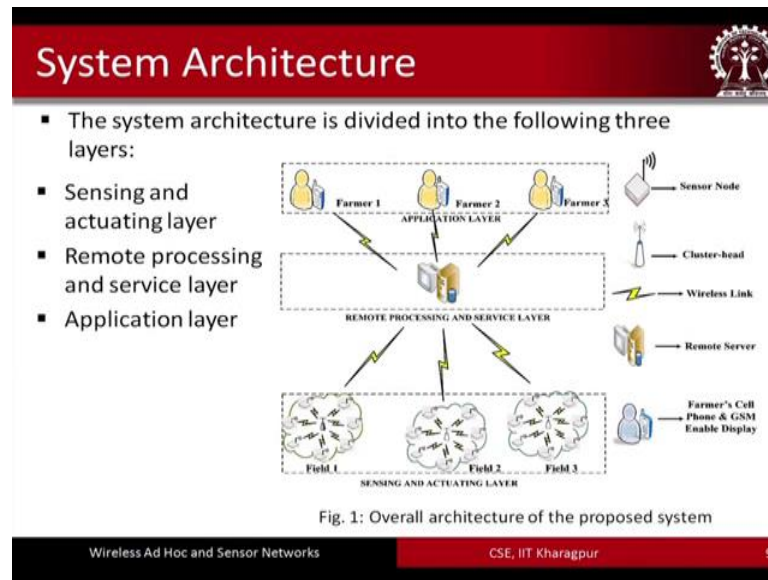 System Architecture
▪ The system architecture is divided into the following three
layers:
▪ Sensing and
actuating layer
▪ Remote processing
and service layer
▪ Application layer
Farmer 1
Farmer 2
Farmer 3
APPLICATION LAYER
REMOTE PROCESSING AND SERVICE LAYER
Field 1
Field 2
Field 3
SENSING AND ACTUATING LAYER
Sensor Node
Cluster-head
Wireless Link
Remote Server
Farmer's Cell
Phone & GSM
Enable Display
Fig. 1: Overall architecture of the proposed system
Wireless Ad Hoc and Sensor Networks
CSE, IIT Kharagpur